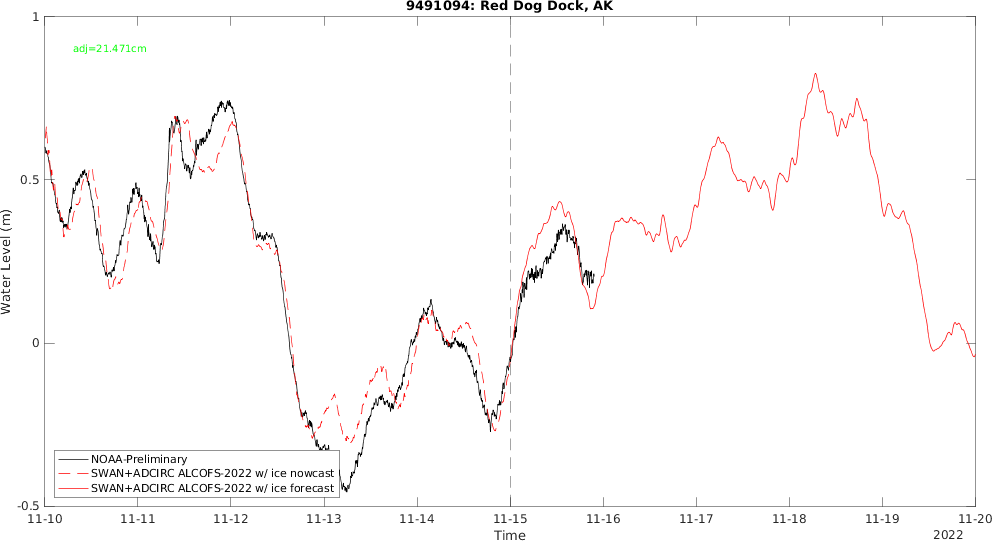 9491094: Red Dog Dock, AK
adj=21.471cm
Water Level (m)
1
0.5
0
-0.5
NOAA-Preliminary
SWAN+ADCIRC ALCOFS-2022 w/ ice nowcast
SWAN+ADCIRC ALCOFS-2022 w/ ice forecast
11-10 11-11 11-12 11-13 11-14 11-15 11-16 11-17 11-18 11-19 11-20
Time
2022